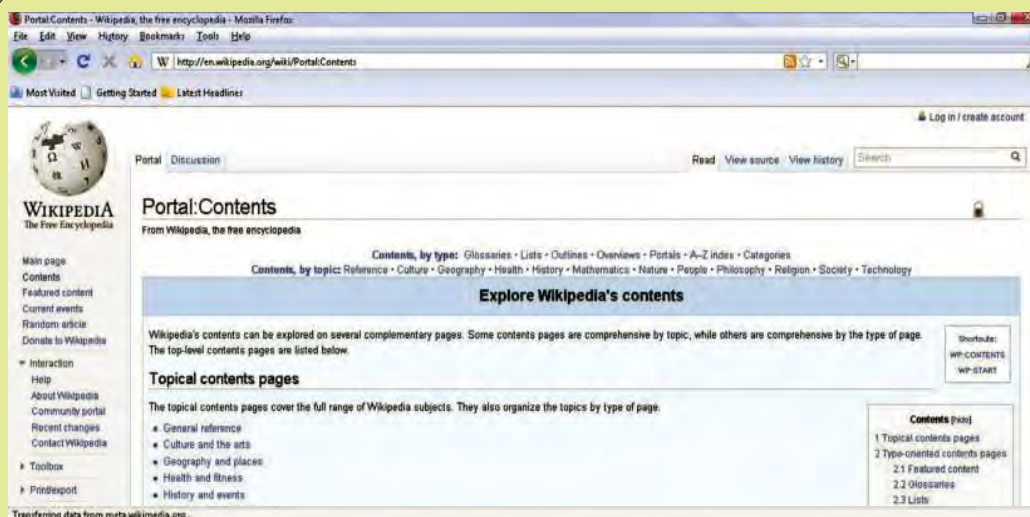 Portal:Contents - Wikipedia, the free encyclopedia - Mozilla Firefox
File Edit View History Bookmarks Tools Help
W http://en.wikipedia.org/wiki/Portal:Contents
Most Visited Getting Started Latest Headlines
Log in / create account
Portal Discussion Read View source View history Search
WIKIPEDIA
The Free Encyclopedia
Main page
Contents
Featured content
Current events
Random article
Donate to Wikipedia
Interaction
Help
About Wikipedia
Community portal
Recent changes
Contact Wikipedia
Toolbox
Print/export
Portal:Contents
From Wikipedia, the free encyclopedia
Contents, by type: Glossaries • Lists • Outlines • Overviews • Portals • A–Z index • Categories
Contents, by topic: Reference • Culture • Geography • Health • History • Mathematics • Nature • People • Philosophy • Religion • Society • Technology
Explore Wikipedia's contents
Wikipedia's contents can be explored on several complementary pages. Some contents pages are comprehensive by topic, while others are comprehensive by the type of page.
The top-level contents pages are listed below.
Shortcuts:
WP:CONTENTS
WP:START
Topical contents pages
The topical contents pages cover the full range of Wikipedia subjects. They also organize the topics by type of page.
• General reference
• Culture and the arts
• Geography and places
• Health and fitness
• History and events
Contents [hide]
1 Topical contents pages
2 Type-oriented contents pages
2.1 Featured content
2.2 Glossaries
2.3 Lists
Transferring data from meta.wikimedia.org...